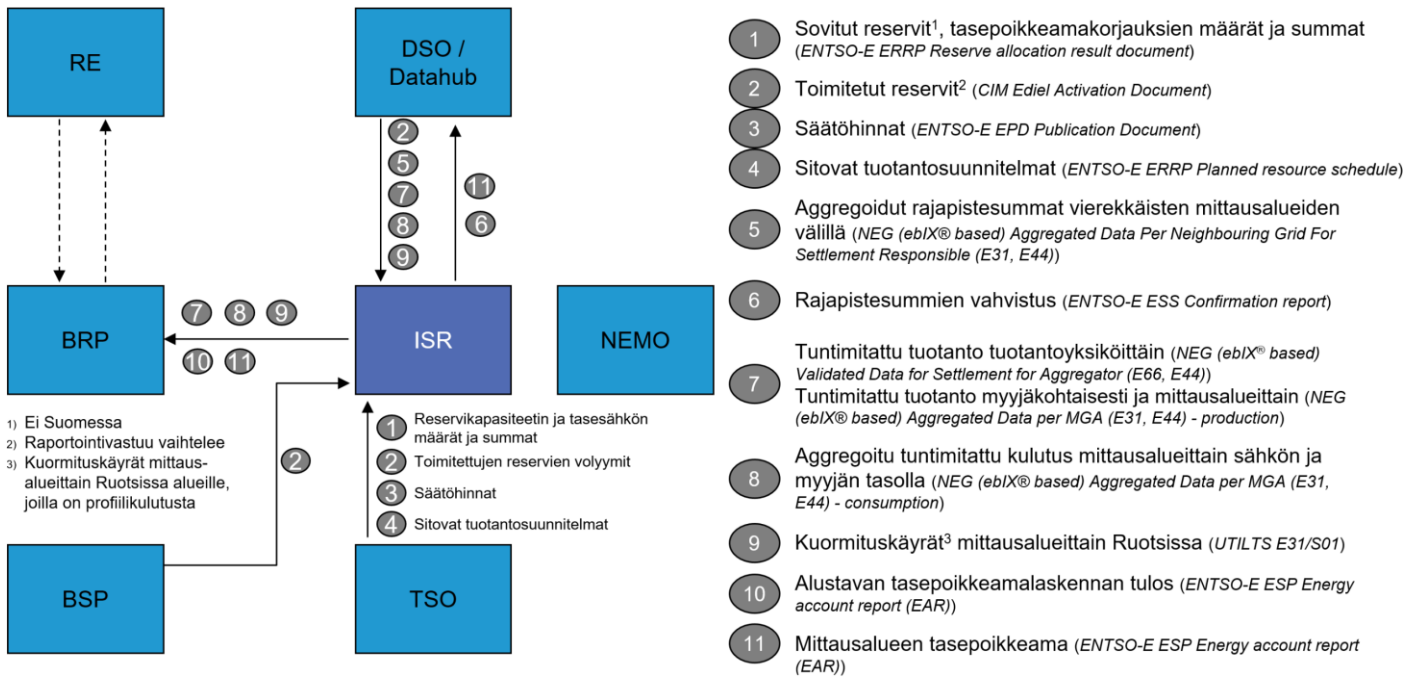 RE
DSO /
Datahub
2
5
7
8
9
11
6
BRP
7 8 9
10 11
ISR
NEMO
1) Ei Suomessa
2) Raportointivastuu vaihtelee
3) Kuormituskäyrät mittaus-
alueittain Ruotsissa alueille,
joilla on profiilikulutusta
2
1 Reservikapasiteetin ja tasesähkön
määrät ja summat
2 Toimitettujen reservien volyymit
3 Säätöhinnat
4 Sitovat tuotantosuunnitelmat
BSP
TSO
1 Sovitut reservit¹, tasepoikkeamakorjauksien määrät ja summat
(ENTSO-E ERRP Reserve allocation result document)
2 Toimitetut reservit² (CIM Ediel Activation Document)
3 Säätöhinnat (ENTSO-E EPD Publication Document)
4 Sitovat tuotantosuunnitelmat (ENTSO-E ERRP Planned resource schedule)
5 Aggregoidut rajapistesummat vierekkäisten mittausalueiden
välillä (NEG (ebIX® based) Aggregated Data Per Neighbouring Grid For
Settlement Responsible (E31, E44))
6 Rajapistesummien vahvistus (ENTSO-E ESS Confirmation report)
7 Tuntimitattu tuotanto tuotantoyksiköittäin (NEG (ebIX® based)
Validated Data for Settlement for Aggregator (E66, E44))
Tuntimitattu tuotanto myyjäkohtaisesti ja mittausalueittain (NEG
(ebIX® based) Aggregated Data per MGA (E31, E44) - production)
8 Aggregoitu tuntimitattu kulutus mittausalueittain sähkön ja
myyjän tasolla (NEG (ebIX® based) Aggregated Data per MGA (E31,
E44) - consumption)
9 Kuormituskäyrät³ mittausalueittain Ruotsissa (UTILTS E31/S01)
10 Alustavan tasepoikkeamalaskennan tulos (ENTSO-E ESP Energy
account report (EAR))
11 Mittausalueen tasepoikkeama (ENTSO-E ESP Energy account report
(EAR))